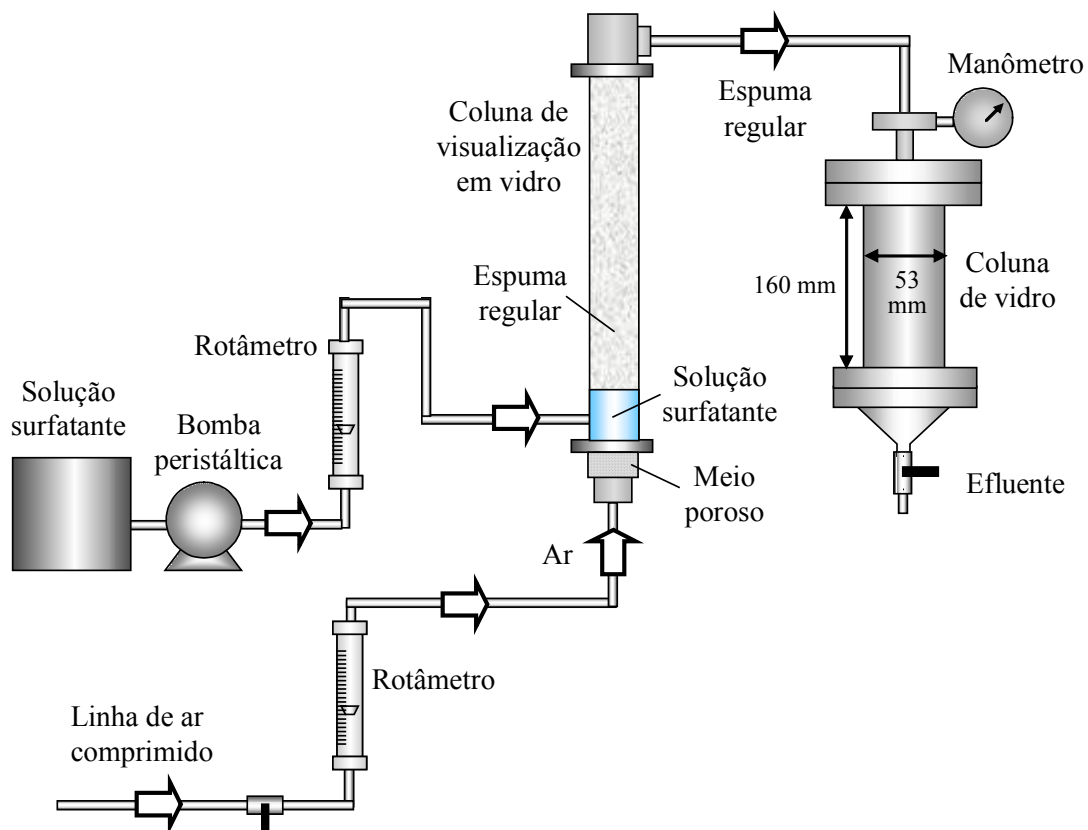 Espuma
regular
Manômetro
Coluna de
visualização
em vidro
Espuma
regular
160 mm
53
mm
Coluna
de vidro
Rotâmetro
Solução
surfatante
Bomba
peristáltica
Solução
surfatante
Meio
poroso
Efluente
Ar
Rotâmetro
Linha de ar
comprimido